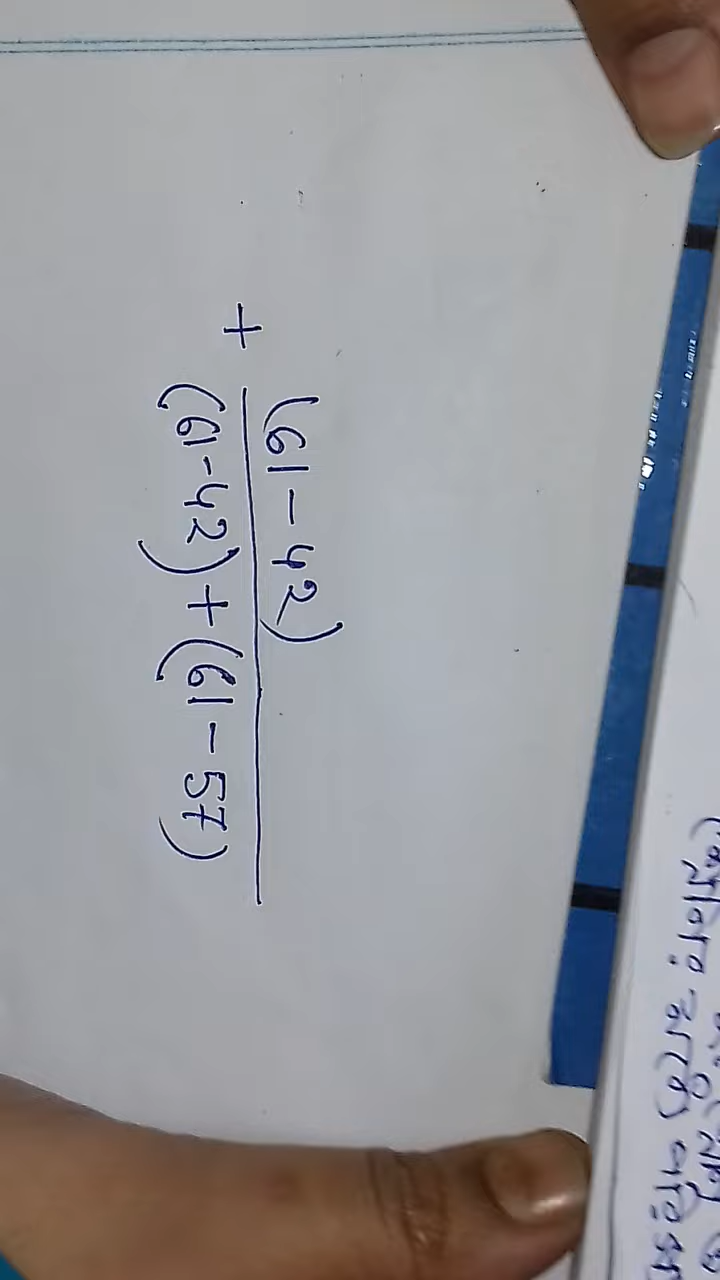 (61 - 42)
+ ―――――――――
(61 - 42) + (61 - 57)